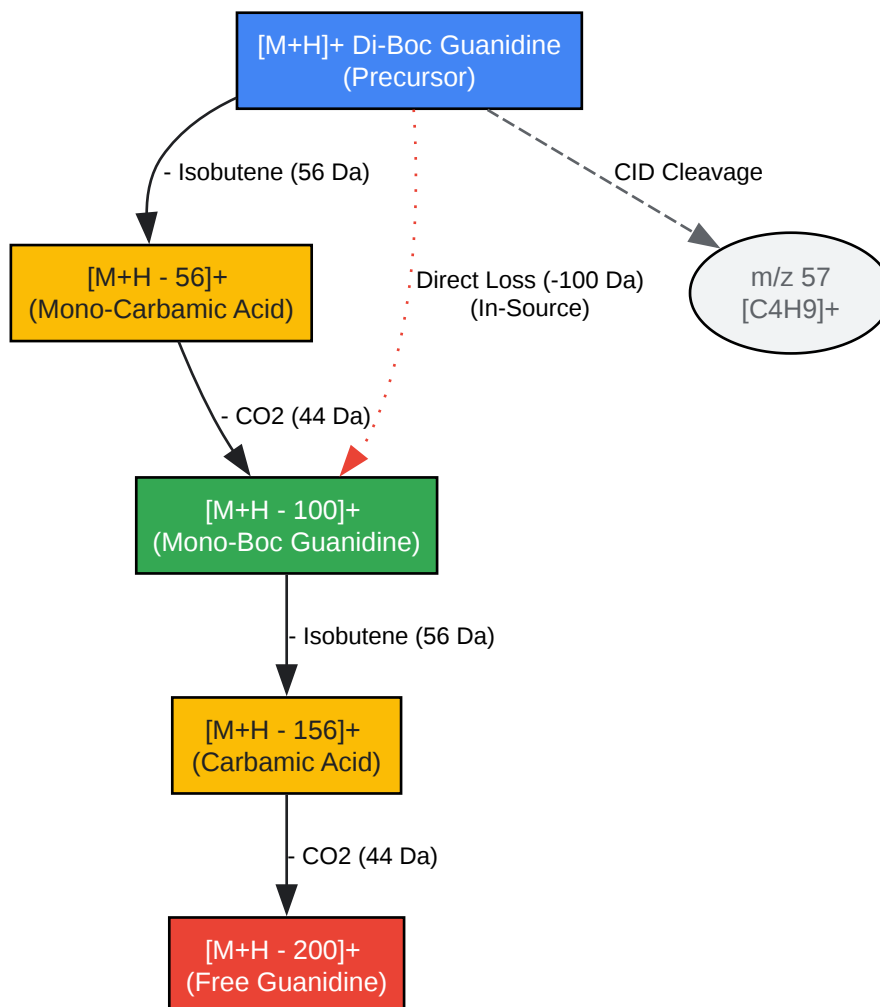 [M+H]+ Di-Boc Guanidine
(Precursor)
- Isobutene (56 Da)
CID Cleavage
[M+H - 56]+
(Mono-Carbamic Acid)
Direct Loss (-100 Da)
(In-Source)
m/z 57
[C4H9]+
- CO2 (44 Da)
[M+H - 100]+
(Mono-Boc Guanidine)
- Isobutene (56 Da)
[M+H - 156]+
(Carbamic Acid)
- CO2 (44 Da)
[M+H - 200]+
(Free Guanidine)